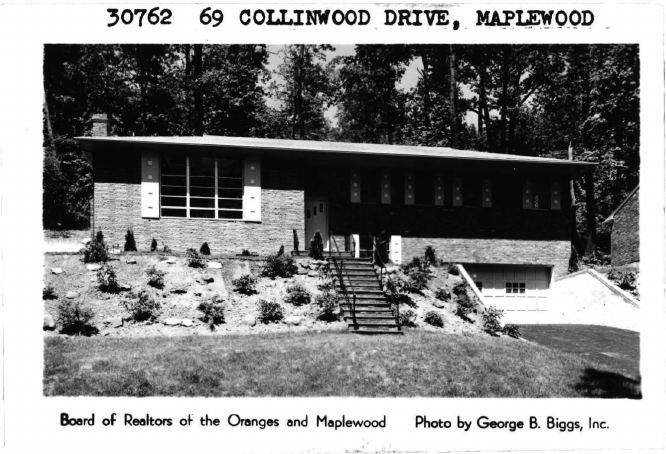 30762 69 COLLINWOOD DRIVE, MAPLEWOOD
Board of Realtors of the Oranges and Maplewood Photo by George B. Biggs, Inc.